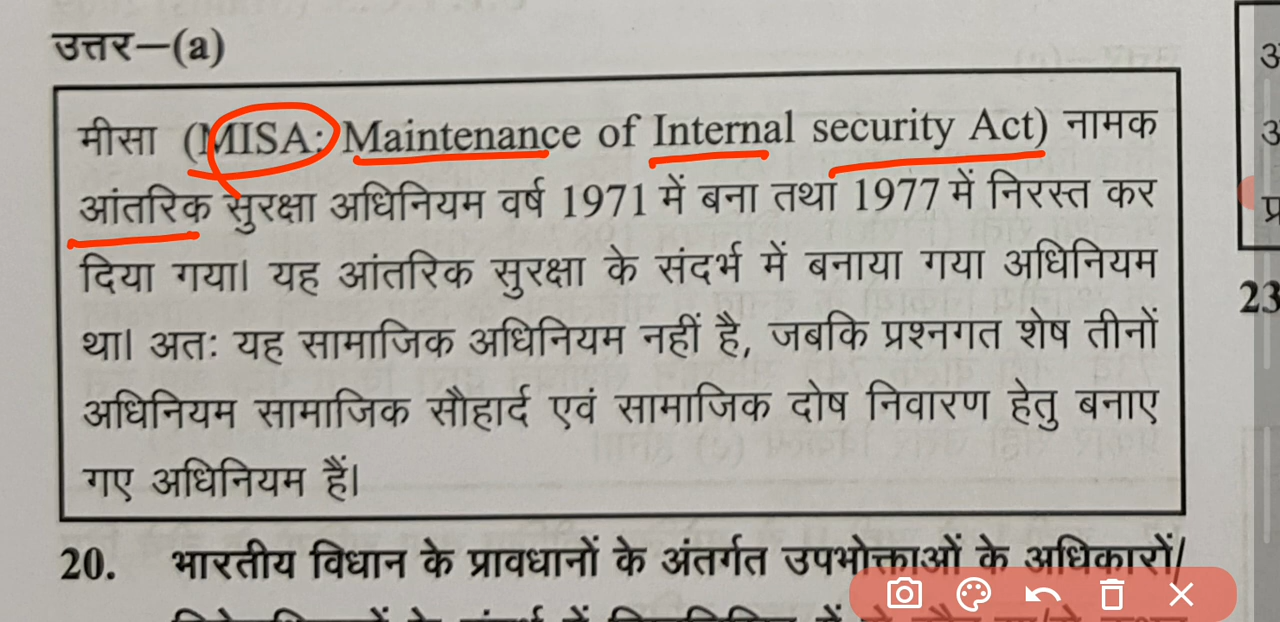 उत्तर–(a)
मीसा (MISA: Maintenance of Internal security Act) नामक
आंतरिक सुरक्षा अधिनियम वर्ष 1971 में बना तथा 1977 में निरस्त कर
दिया गया। यह आंतरिक सुरक्षा के संदर्भ में बनाया गया अधिनियम
था। अतः यह सामाजिक अधिनियम नहीं है, जबकि प्रश्नगत शेष तीनों
अधिनियम सामाजिक सौहार्द एवं सामाजिक दोष निवारण हेतु बनाए
गए अधिनियम हैं।
20. भारतीय विधान के प्रावधानों के अंतर्गत उपभोक्ताओं के अधिकारों/
23